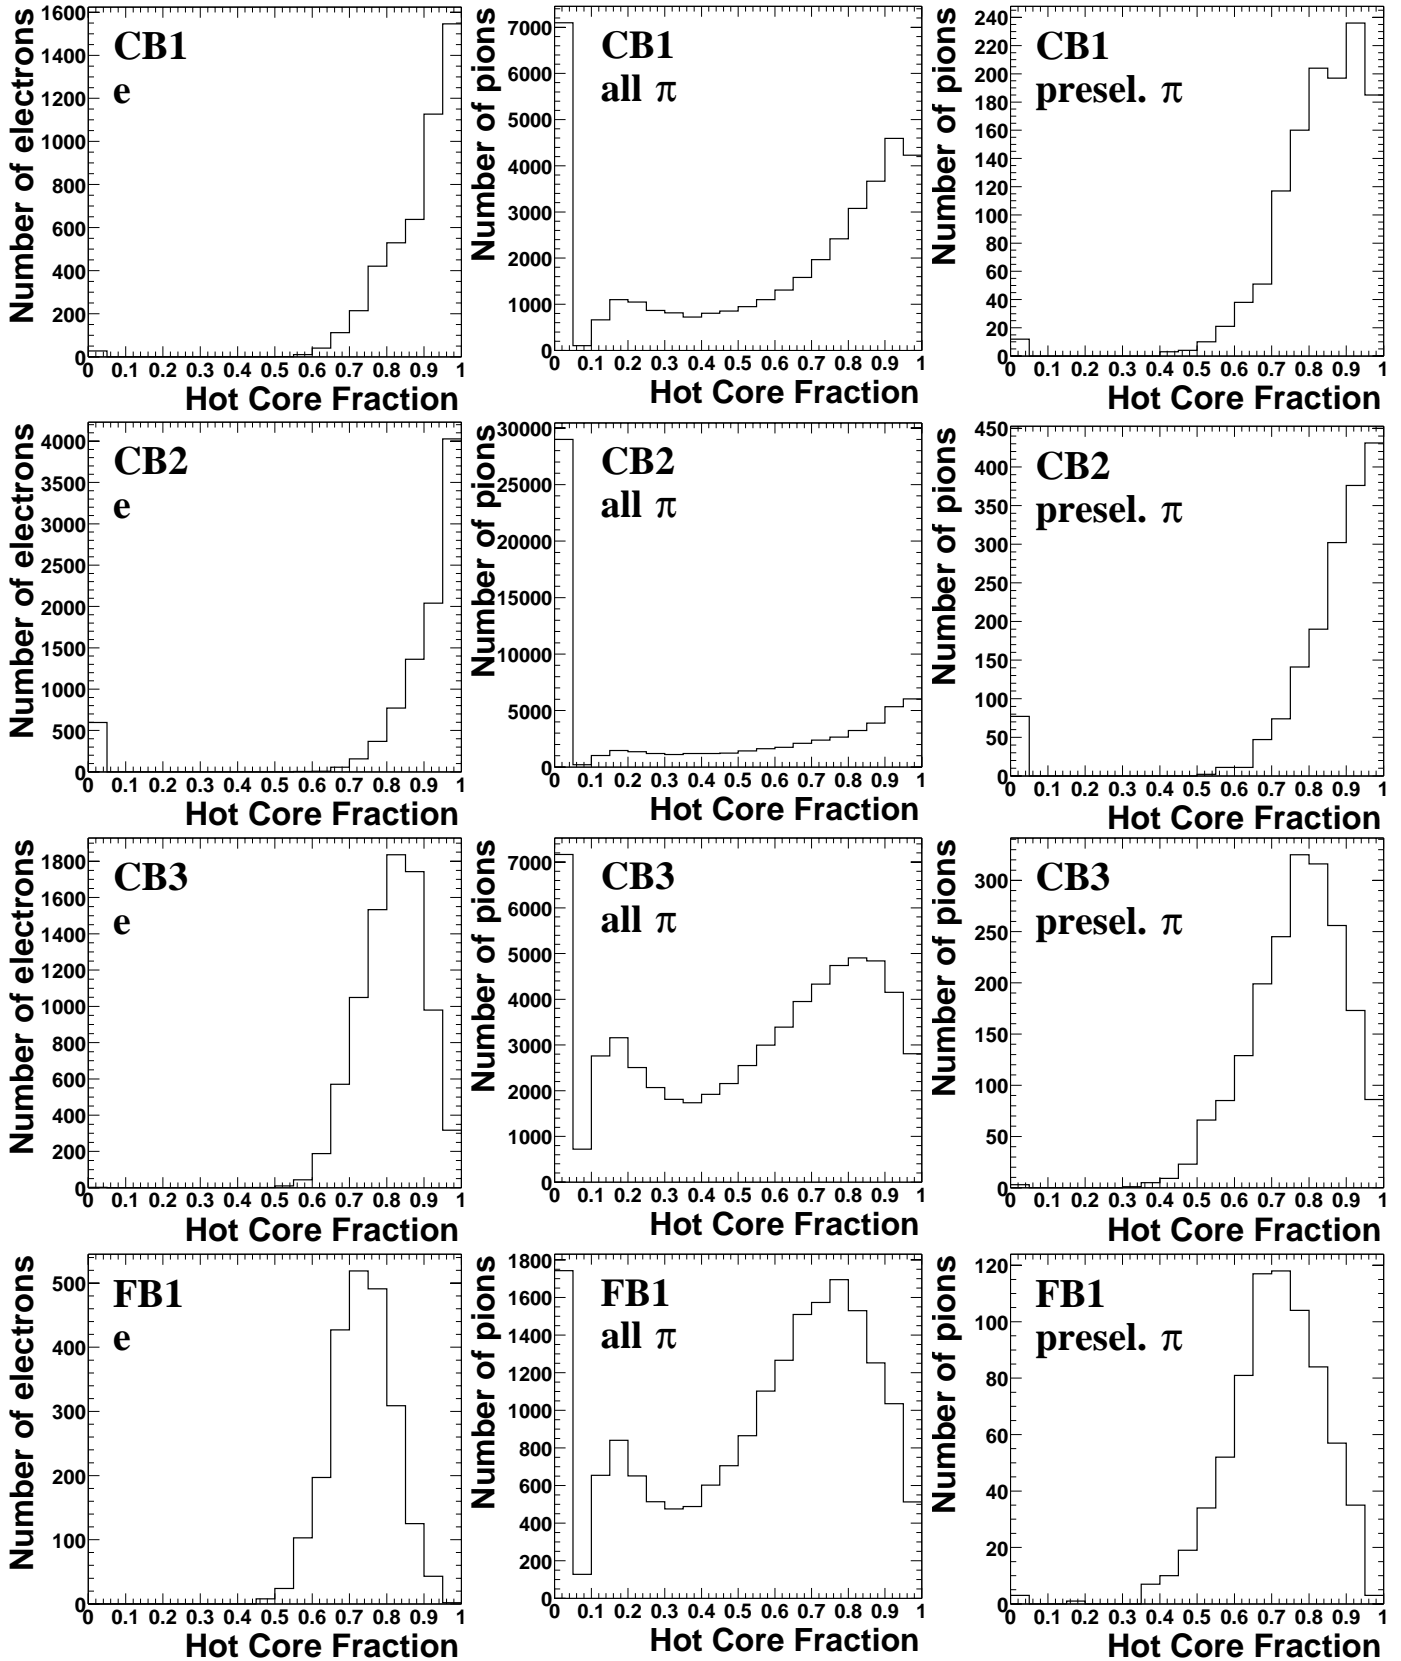 Number of electrons
1600
1400
1200
1000
800
600
400
200
0
CB1
e
0 0.1 0.2 0.3 0.4 0.5 0.6 0.7 0.8 0.9 1
Hot Core Fraction
Number of pions
7000
6000
5000
4000
3000
2000
1000
0
CB1
all π
0.1 0.2 0.3 0.4 0.5 0.6 0.7 0.8 0.9 1
Hot Core Fraction
Number of pions
240
220
200
180
160
140
120
100
80
60
40
20
0
CB1
presel. π
0 0.1 0.2 0.3 0.4 0.5 0.6 0.7 0.8 0.9 1
Hot Core Fraction
Number of electrons
4000
3500
3000
2500
2000
1500
1000
500
0
CB2
e
0 0.1 0.2 0.3 0.4 0.5 0.6 0.7 0.8 0.9 1
Hot Core Fraction
Number of pions
30000
25000
20000
15000
10000
5000
0
CB2
all π
0 0.1 0.2 0.3 0.4 0.5 0.6 0.7 0.8 0.9 1
Hot Core Fraction
Number of pions
450
400
350
300
250
200
150
100
50
0
CB2
presel. π
0 0.1 0.2 0.3 0.4 0.5 0.6 0.7 0.8 0.9 1
Hot Core Fraction
Number of electrons
1800
1600
1400
1200
1000
800
600
400
200
0
CB3
e
0 0.1 0.2 0.3 0.4 0.5 0.6 0.7 0.8 0.9 1
Hot Core Fraction
Number of pions
7000
6000
5000
4000
3000
2000
1000
0
CB3
all π
0 0.1 0.2 0.3 0.4 0.5 0.6 0.7 0.8 0.9 1
Hot Core Fraction
Number of pions
300
250
200
150
100
50
0
CB3
presel. π
0 0.1 0.2 0.3 0.4 0.5 0.6 0.7 0.8 0.9 1
Hot Core Fraction
Number of electrons
500
400
300
200
100
0
FB1
e
0 0.1 0.2 0.3 0.4 0.5 0.6 0.7 0.8 0.9 1
Hot Core Fraction
Number of pions
1800
1600
1400
1200
1000
800
600
400
200
0
FB1
all π
0 0.1 0.2 0.3 0.4 0.5 0.6 0.7 0.8 0.9 1
Hot Core Fraction
Number of pions
120
100
80
60
40
20
0
FB1
presel. π
0 0.1 0.2 0.3 0.4 0.5 0.6 0.7 0.8 0.9 1
Hot Core Fraction